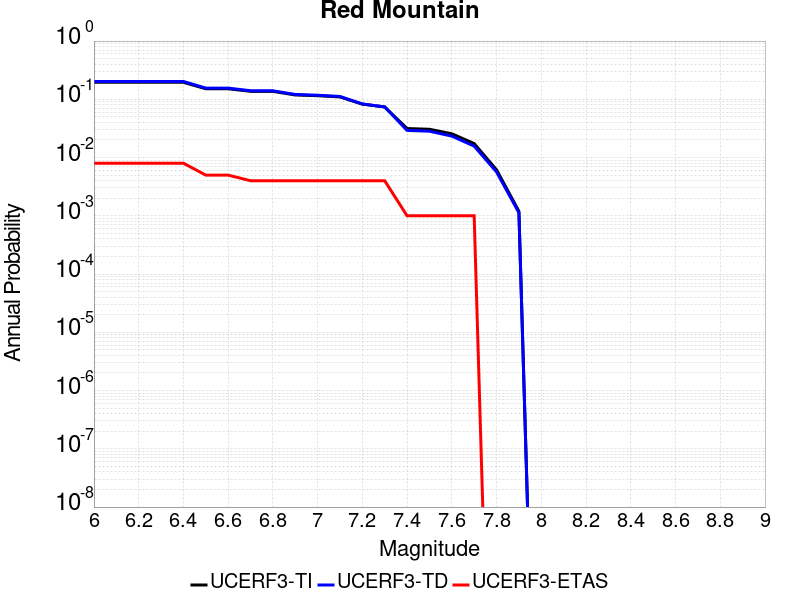 Red Mountain
10^0
10^-1
10^-2
10^-3
10^-4
10^-5
10^-6
10^-7
10^-8
Annual Probability
6 6.2 6.4 6.6 6.8 7 7.2 7.4 7.6 7.8 8 8.2 8.4 8.6 8.8 9
Magnitude
UCERF3-TI UCERF3-TD UCERF3-ETAS